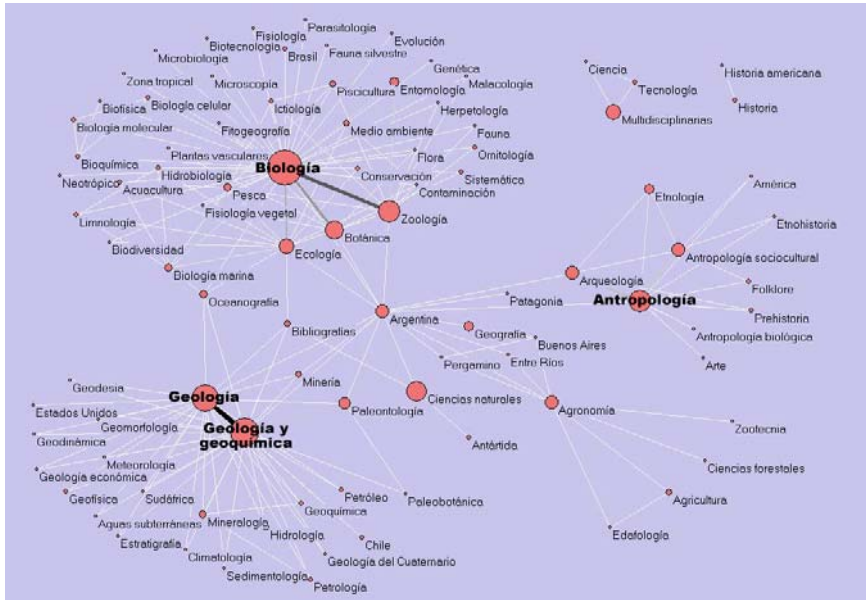 Fisiología
Parasitología
Biotecnología
Evolución
Microbiología
Brasil
Fauna silvestre
Genética
Ciencia
Historia americana
Zona tropical
Microscopía
Piscicultura
Entomología
Malacología
Tecnología
Biofísica
Biología celular
Ictiología
Herpetología
Historia
Multidisciplinarias
Biología molecular
Fitogeografía
Medio ambiente
Fauna
Plantas vasculares
Flora
Ornitología
Bioquímica
Biología
Conservación
Sistemática
Neotrópico
Hidrobiología
Acuacultura
Pesca
Contaminación
América
Etnología
Limnología
Fisiología vegetal
Zoología
Etnohistoria
Biodiversidad
Ecología
Botánica
Antropología sociocultural
Biología marina
Arqueología
Folklore
Oceanografía
Patagonia
Antropología
Argentina
Prehistoria
Bibliografías
Geografía
Buenos Aires
Antropología biológica
Pergamino
Entre Ríos
Arte
Geodesia
Minería
Geología
Ciencias naturales
Estados Unidos
Paleontología
Agronomía
Geomorfología
Geología y
geoquímica
Zootecnia
Geodinámica
Antártida
Meteorología
Ciencias forestales
Geología económica
Geofísica
Sudáfrica
Petróleo
Paleobotánica
Agricultura
Geoquímica
Aguas subterráneas
Mineralogía
Edafología
Estratigrafía
Hidrología
Chile
Climatología
Geología del Cuaternario
Sedimentología
Petrología